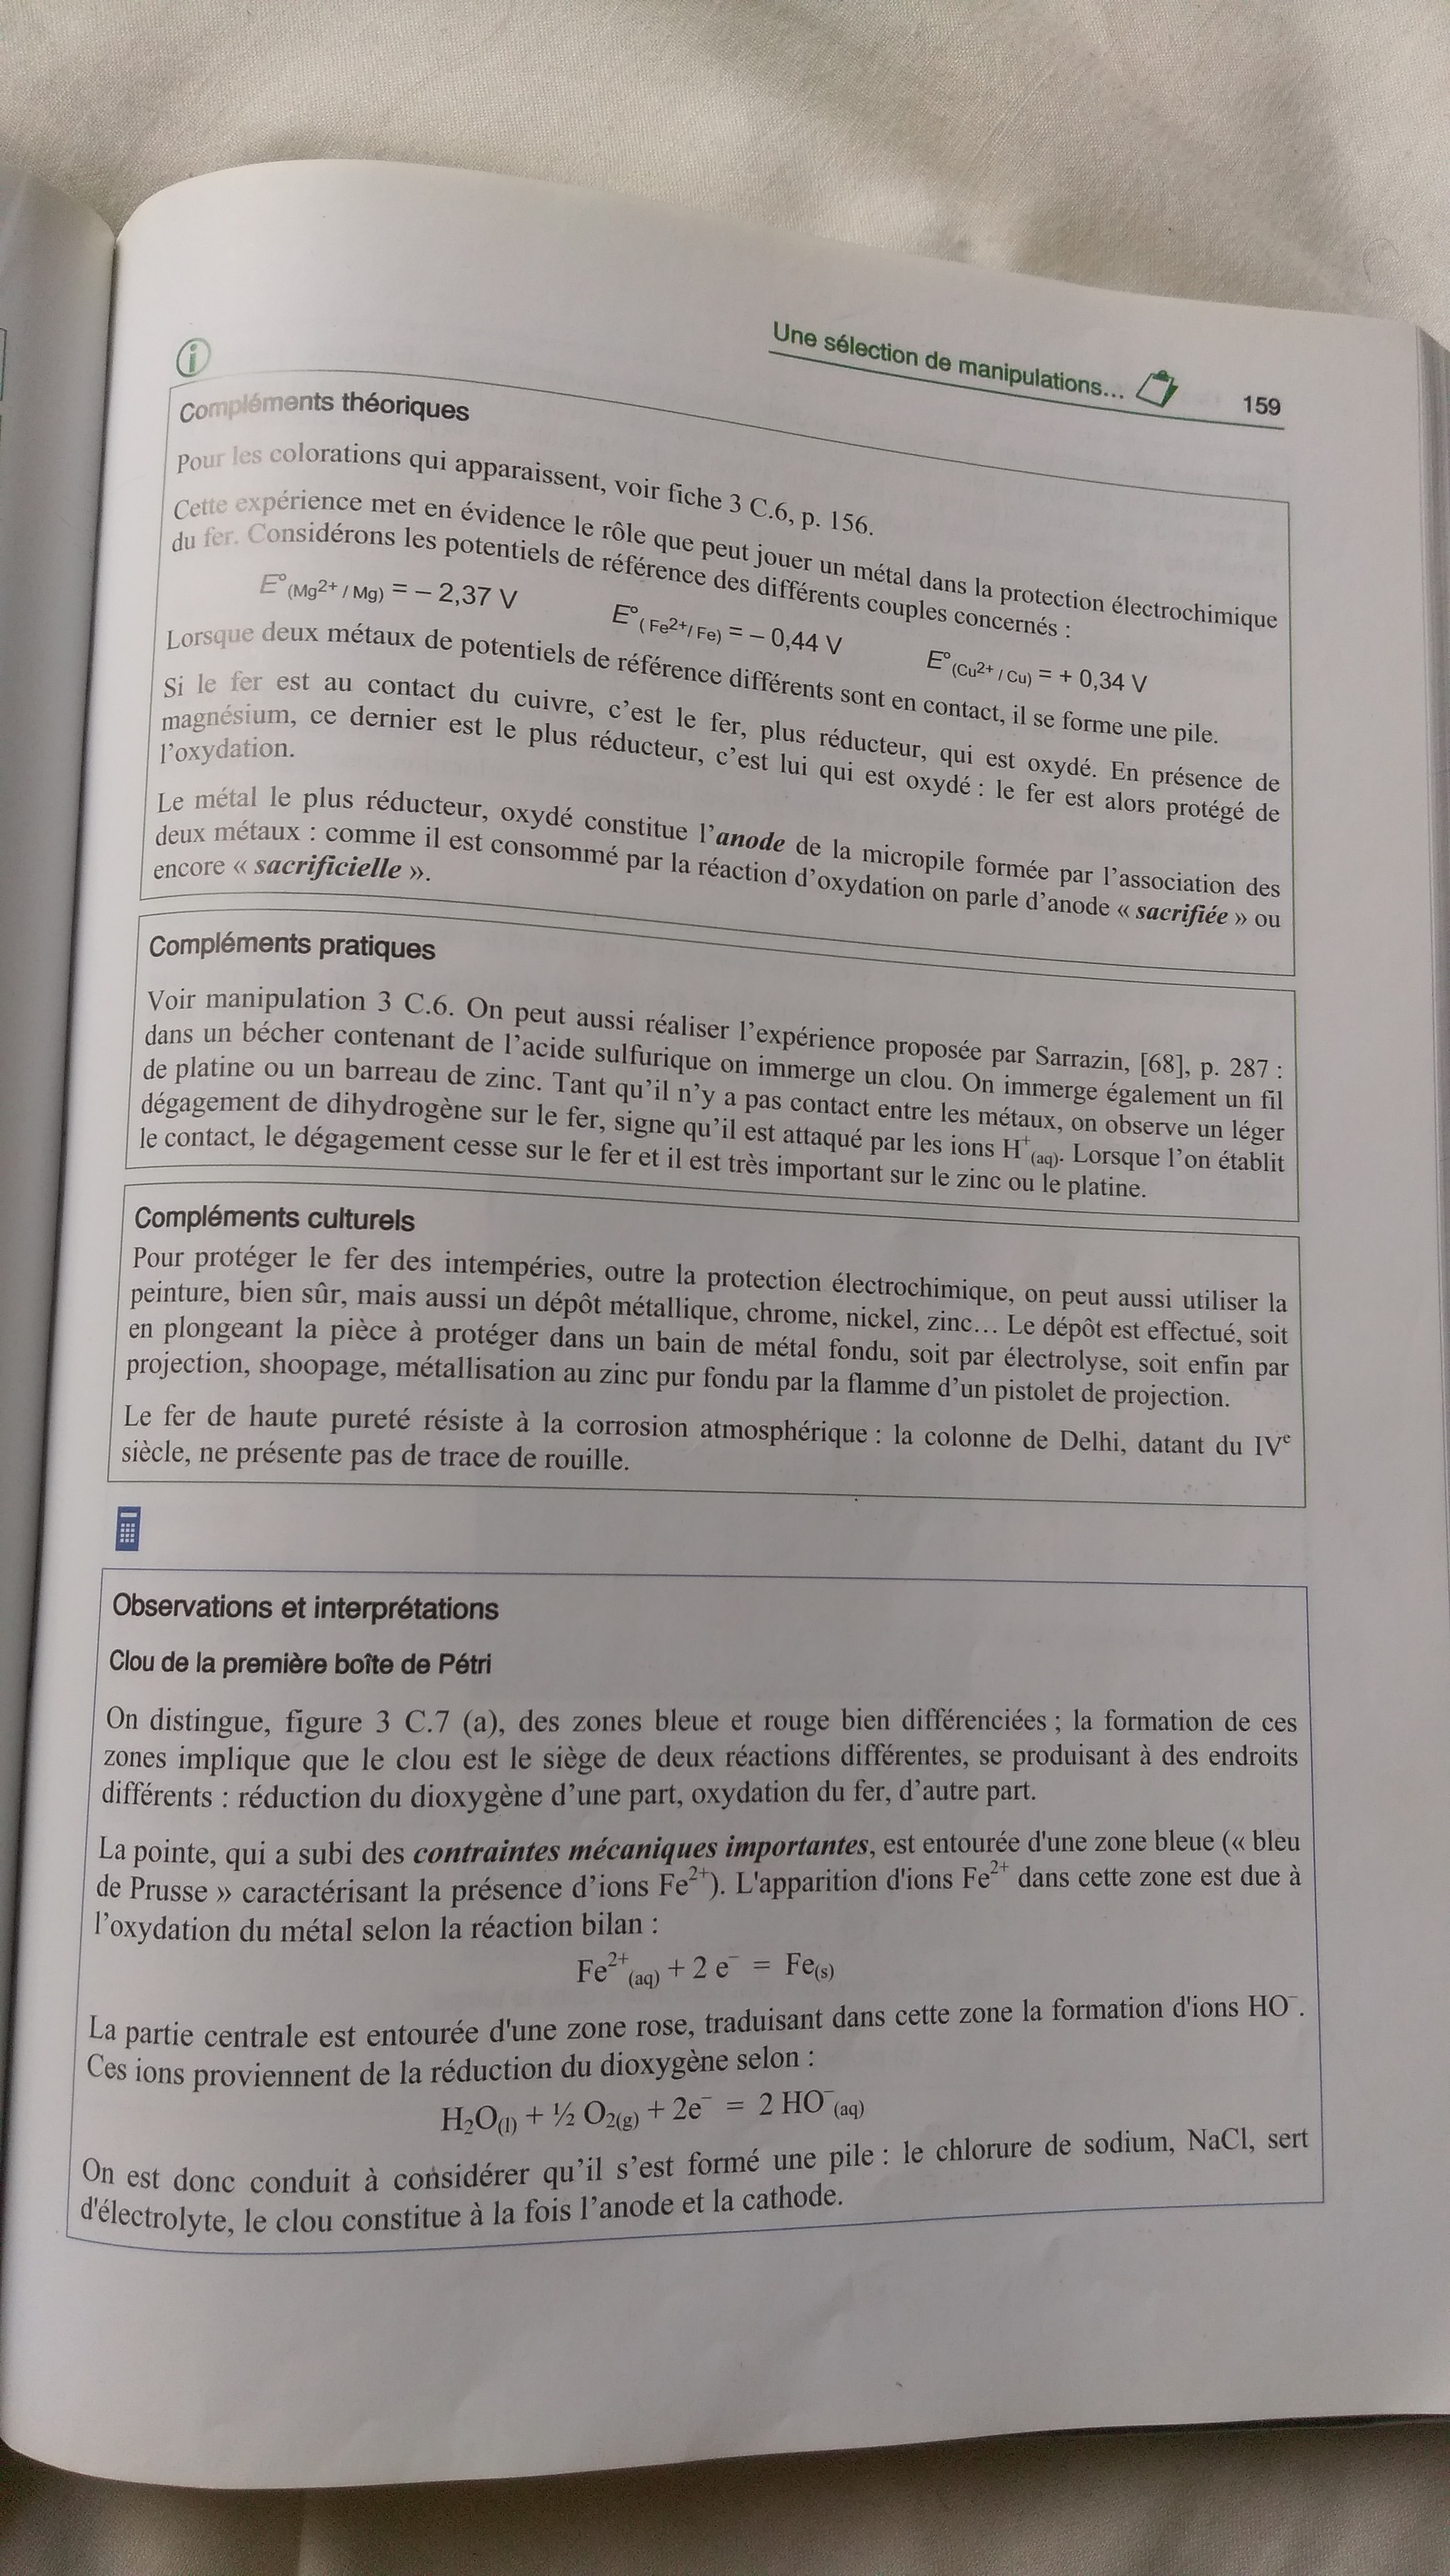 Une sélection de manipulations...
159
Compléments théoriques
Pour les colorations qui apparaissent, voir fiche 3 C.6, p. 156.
Cette expérience met en évidence le rôle que peut jouer un métal dans la protection électrochimique
du fer. Considérons les potentiels de référence des différents couples concernés :
E°(Mg²⁺ / Mg) = – 2,37 V E°( Fe²⁺/ Fe) = – 0,44 V E°(Cu²⁺ / Cu) = + 0,34 V
Lorsque deux métaux de potentiels de référence différents sont en contact, il se forme une pile.
Si le fer est au contact du cuivre, c’est le fer, plus réducteur, qui est oxydé. En présence de
magnésium, ce dernier est le plus réducteur, c’est lui qui est oxydé : le fer est alors protégé de
l’oxydation.
Le métal le plus réducteur, oxydé constitue l’anode de la micropile formée par l’association des
deux métaux : comme il est consommé par la réaction d’oxydation on parle d’anode « sacrifiée » ou
encore « sacrificielle ».
Compléments pratiques
Voir manipulation 3 C.6. On peut aussi réaliser l’expérience proposée par Sarrazin, [68], p. 287 :
dans un bécher contenant de l’acide sulfurique on immerge un clou. On immerge également un fil
de platine ou un barreau de zinc. Tant qu’il n’y a pas contact entre les métaux, on observe un léger
dégagement de dihydrogène sur le fer, signe qu’il est attaqué par les ions H⁺(aq). Lorsque l’on établit
le contact, le dégagement cesse sur le fer et il est très important sur le zinc ou le platine.
Compléments culturels
Pour protéger le fer des intempéries, outre la protection électrochimique, on peut aussi utiliser la
peinture, bien sûr, mais aussi un dépôt métallique, chrome, nickel, zinc… Le dépôt est effectué, soit
en plongeant la pièce à protéger dans un bain de métal fondu, soit par électrolyse, soit enfin par
projection, shoopage, métallisation au zinc pur fondu par la flamme d’un pistolet de projection.
Le fer de haute pureté résiste à la corrosion atmosphérique : la colonne de Delhi, datant du IVᵉ
siècle, ne présente pas de trace de rouille.
Observations et interprétations
Clou de la première boîte de Pétri
On distingue, figure 3 C.7 (a), des zones bleue et rouge bien différenciées ; la formation de ces
zones implique que le clou est le siège de deux réactions différentes, se produisant à des endroits
différents : réduction du dioxygène d’une part, oxydation du fer, d’autre part.
La pointe, qui a subi des contraintes mécaniques importantes, est entourée d'une zone bleue (« bleu
de Prusse » caractérisant la présence d’ions Fe²⁺). L'apparition d'ions Fe²⁺ dans cette zone est due à
l’oxydation du métal selon la réaction bilan :
Fe²⁺(aq) + 2 e⁻ = Fe(s)
La partie centrale est entourée d'une zone rose, traduisant dans cette zone la formation d'ions HO⁻.
Ces ions proviennent de la réduction du dioxygène selon :
H₂O(l) + ½ O₂(g) + 2e⁻ = 2 HO⁻(aq)
On est donc conduit à considérer qu’il s’est formé une pile : le chlorure de sodium, NaCl, sert
d'électrolyte, le clou constitue à la fois l’anode et la cathode.